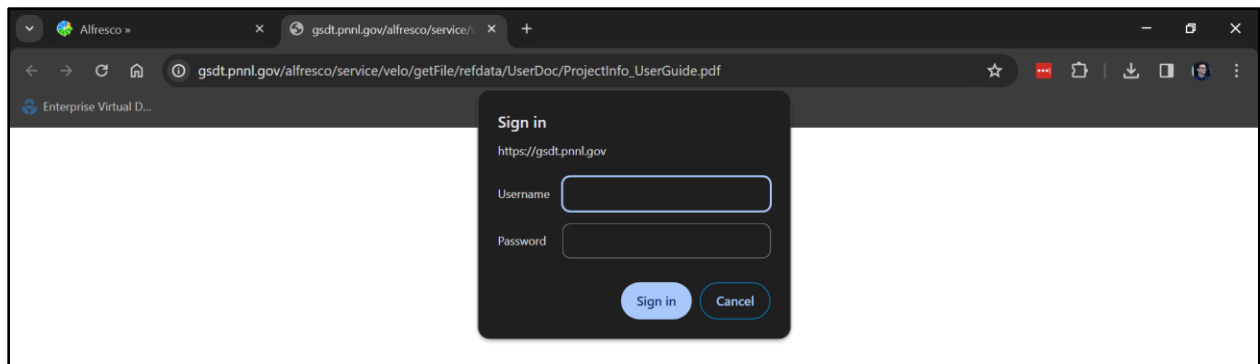 Alfresco »
gsdt.pnnl.gov/alfresco/service/
gsdt.pnnl.gov/alfresco/service/velo/getFile/refdata/UserDoc/ProjectInfo_UserGuide.pdf
Enterprise Virtual D...
Sign in
https://gsdt.pnnl.gov
Username
Password
Sign in Cancel